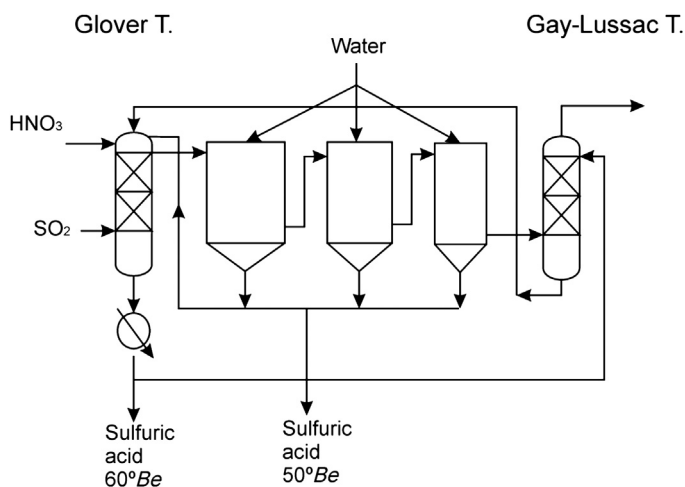 Glover T.
Gay-Lussac T.
Water
HNO₃
SO₂
Sulfuric
acid
60ºBe
Sulfuric
acid
50ºBe